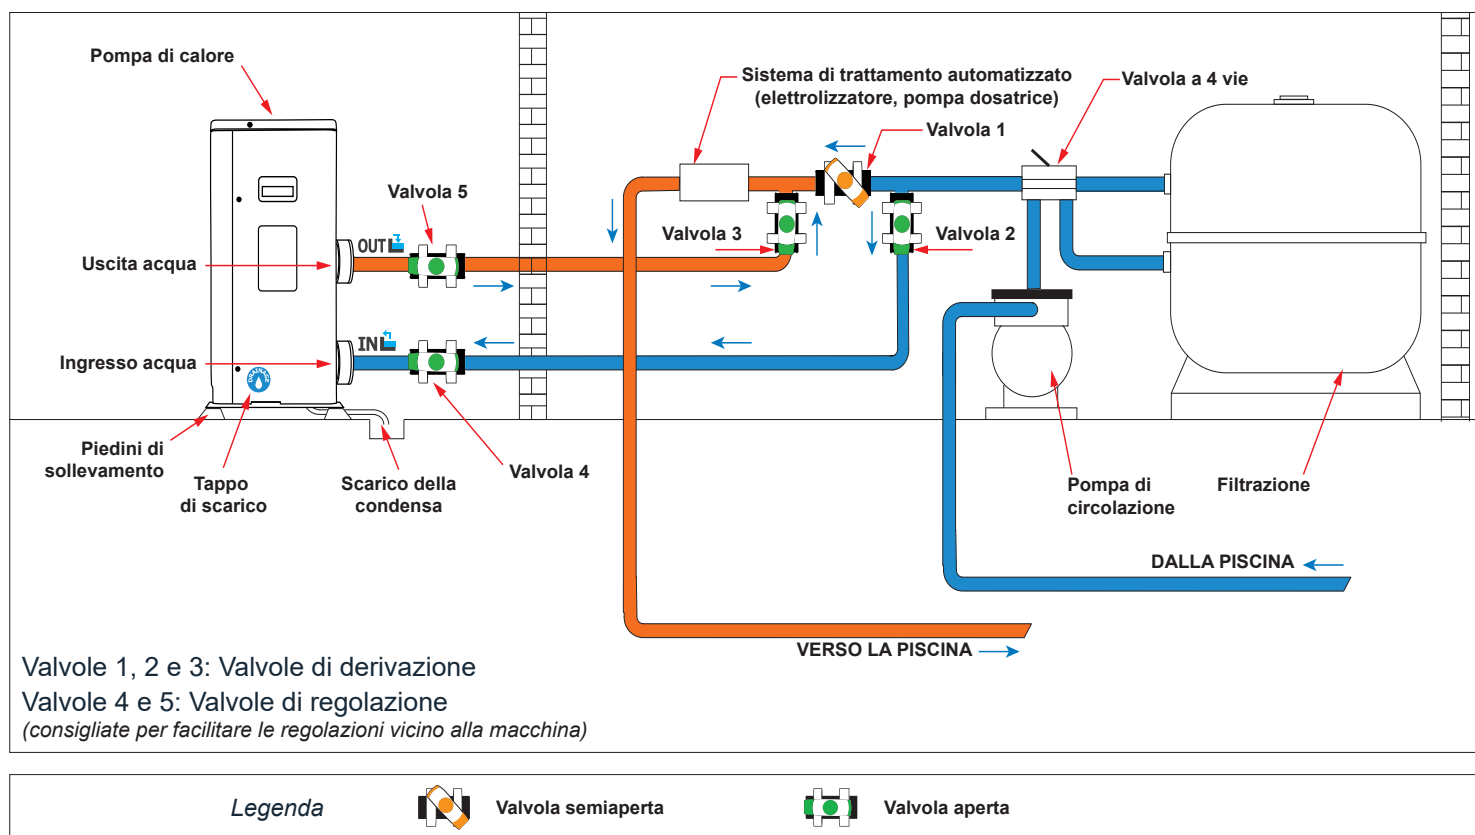 Pompa di calore
Sistema di trattamento automatizzato
(elettrolizzatore, pompa dosatrice)
Valvola a 4 vie
Valvola 1
Valvola 5
Valvola 3
Valvola 2
OUT
Uscita acqua
IN
Ingresso acqua
DRAINAGE
Piedini di
sollevamento
Tappo
di scarico
Scarico della
condensa
Valvola 4
Pompa di
circolazione
Filtrazione
DALLA PISCINA
VERSO LA PISCINA
Valvole 1, 2 e 3: Valvole di derivazione
Valvole 4 e 5: Valvole di regolazione
(consigliate per facilitare le regolazioni vicino alla macchina)
Legenda
Valvola semiaperta
Valvola aperta